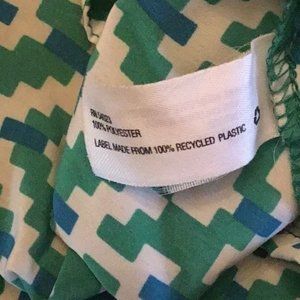 100% POLYESTER
LABEL MADE FROM 100% RECYCLED PLASTIC